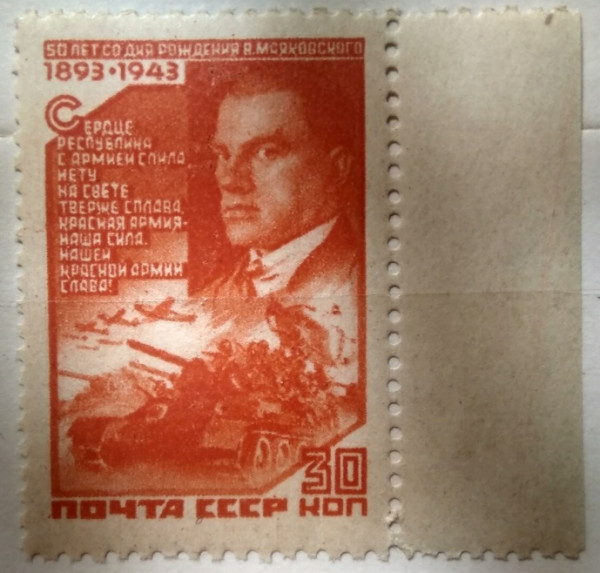 50 ЛЕТ СО ДНЯ РОЖДЕНИЯ В.МАЯКОВСКОГО
1893·1943
СЕРДЦЕ
РЕСПУБЛИКА
С АРМИЕЙ СЛИЛА
НЕТУ
НА СВЕТЕ
ТВЕРЖЕ СПЛАВА
КРАСНАЯ АРМИЯ-
НАША СИЛА.
НАШЕЙ
КРАСНОЙ АРМИИ
СЛАВА!
30
ПОЧТА СССР КОП